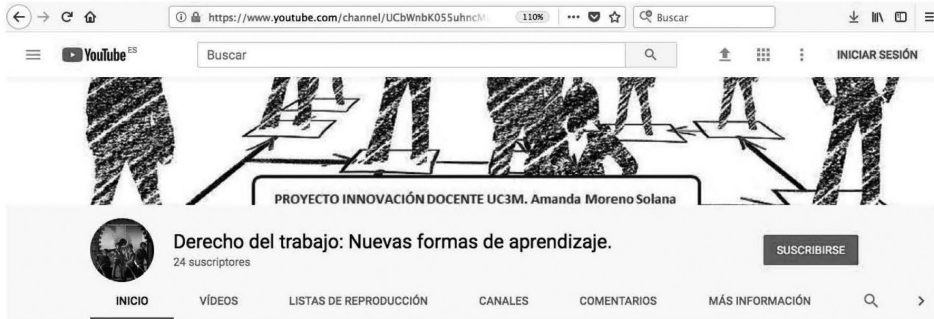 https://www.youtube.com/channel/UCbWnbK055uhncM
110%
Buscar
YouTube ES
Buscar
INICIAR SESIÓN
PROYECTO INNOVACIÓN DOCENTE UC3M. Amanda Moreno Solana
Derecho del trabajo: Nuevas formas de aprendizaje.
24 suscriptores
SUSCRIBIRSE
INICIO VÍDEOS LISTAS DE REPRODUCCIÓN CANALES COMENTARIOS MÁS INFORMACIÓN